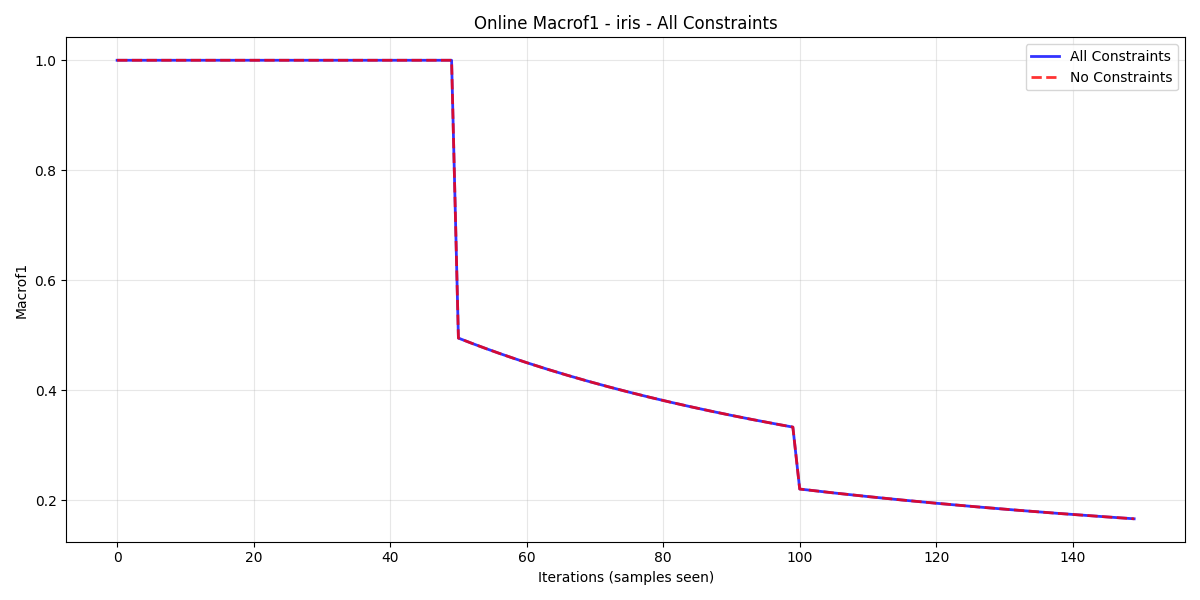 Online Macrof1 - iris - All Constraints
All Constraints
No Constraints
Macrof1
1.0
0.8
0.6
0.4
0.2
0 20 40 60 80 100 120 140
Iterations (samples seen)